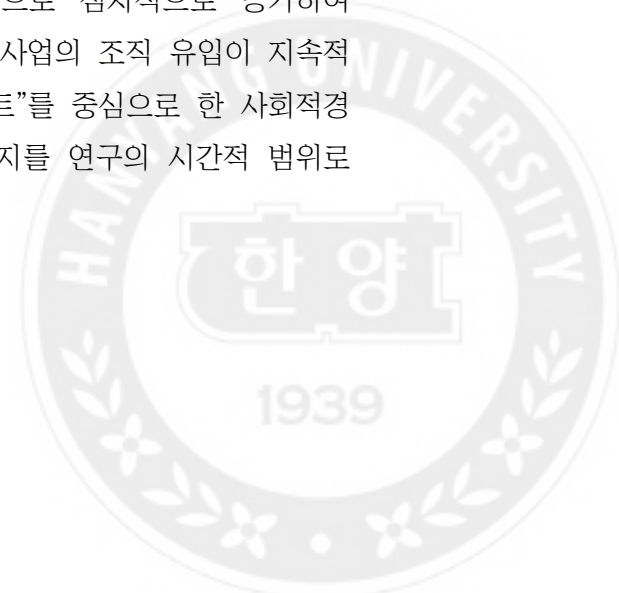 으로 점차적으로 증가하여
사업의 조직 유입이 지속적
트”를 중심으로 한 사회적경
지를 연구의 시간적 범위로
HANYANG UNIVERSITY
한양
1939